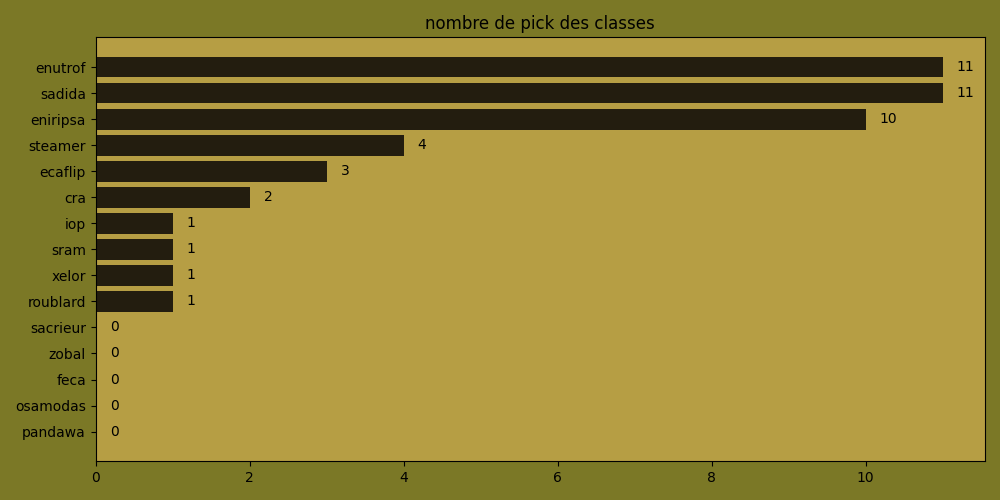 nombre de pick des classes
enutrof 11
sadida 11
eniripsa 10
steamer 4
ecaflip 3
cra 2
iop 1
sram 1
xelor 1
roublard 1
sacrieur 0
zobal 0
feca 0
osamodas 0
pandawa 0
0 2 4 6 8 10